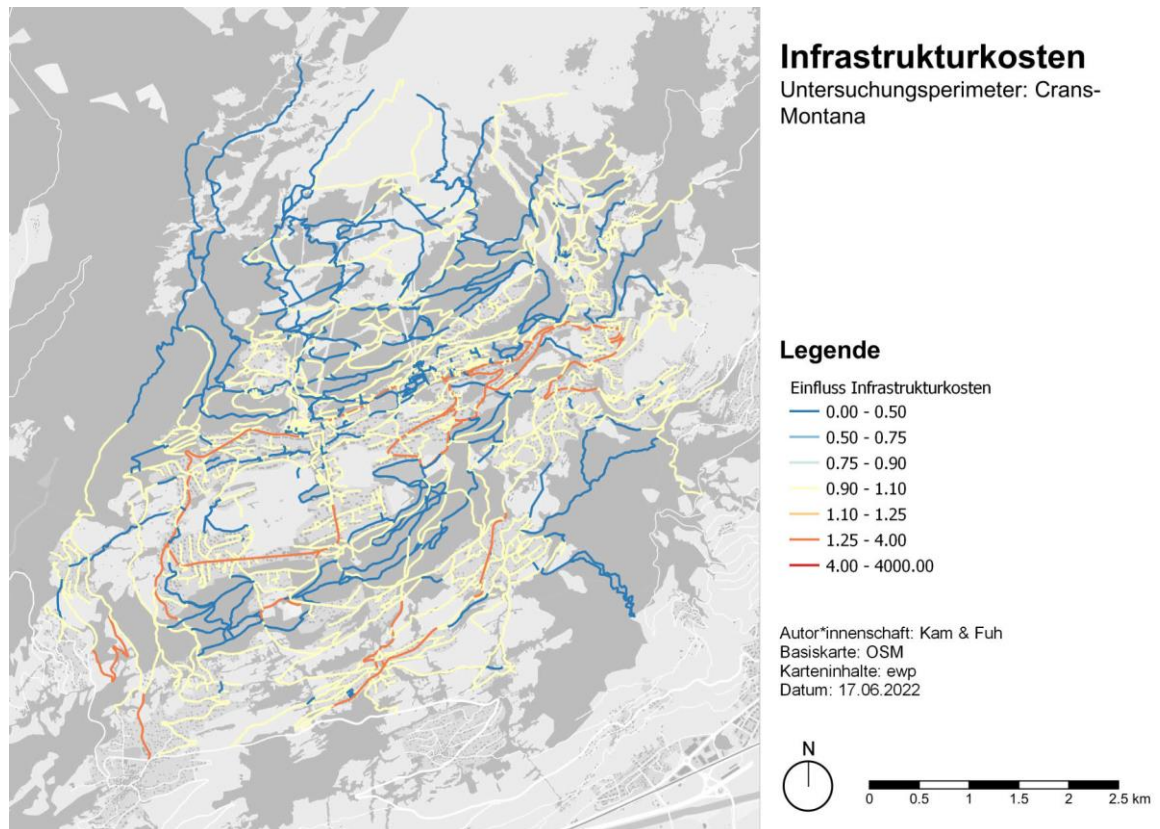 Infrastrukturkosten
Untersuchungsperimeter: Crans-
Montana
Legende
Einfluss Infrastrukturkosten
0.00 - 0.50
0.50 - 0.75
0.75 - 0.90
0.90 - 1.10
1.10 - 1.25
1.25 - 4.00
4.00 - 4000.00
Autor*innenschaft: Kam & Fuh
Basiskarte: OSM
Karteninhalte: ewp
Datum: 17.06.2022
N
0 0.5 1 1.5 2 2.5 km